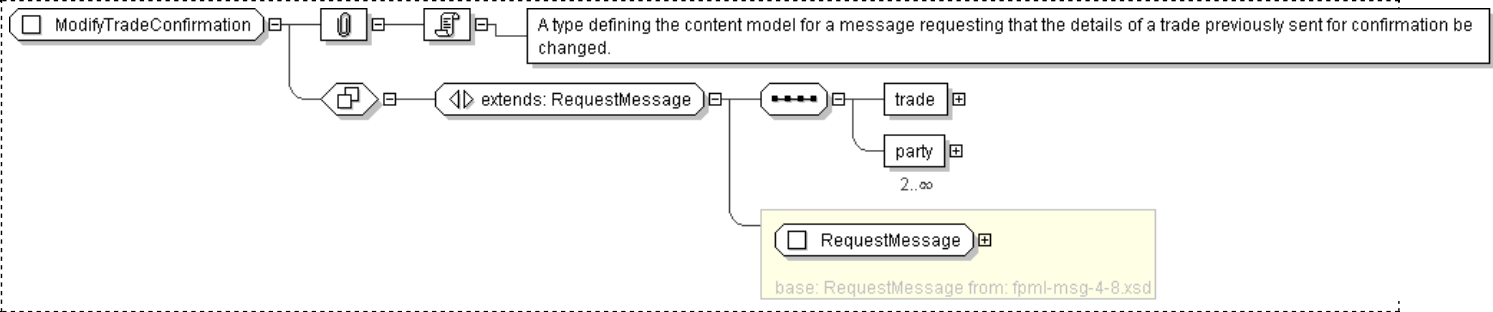 ModifyTradeConfirmation
A type defining the content model for a message requesting that the details of a trade previously sent for confirmation be
changed.
extends: RequestMessage
trade
party
2..∞
RequestMessage
base: RequestMessage from: fpml-msg-4-8.xsd